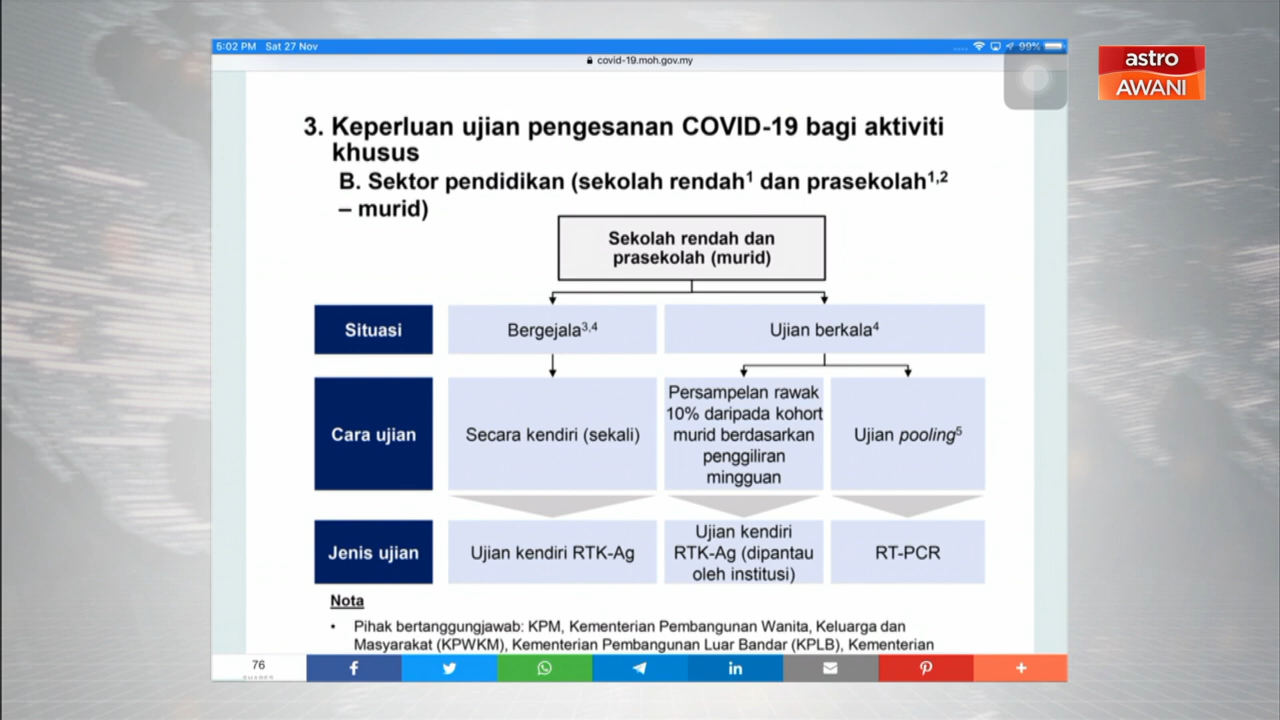 5:02 PM Sat 27 Nov
99%
covid-19.moh.gov.my
astro
AWANI
3. Keperluan ujian pengesanan COVID-19 bagi aktiviti
khusus
B. Sektor pendidikan (sekolah rendah¹ dan prasekolah¹,²
– murid)
Sekolah rendah dan
prasekolah (murid)
Situasi
Bergejala³,⁴
Ujian berkala⁴
Cara ujian
Secara kendiri (sekali)
Persampelan rawak
10% daripada kohort
murid berdasarkan
penggiliran
mingguan
Ujian pooling⁵
Jenis ujian
Ujian kendiri RTK-Ag
Ujian kendiri
RTK-Ag (dipantau
oleh institusi)
RT-PCR
Nota
• Pihak bertanggungjawab: KPM, Kementerian Pembangunan Wanita, Keluarga dan
Masyarakat (KPWKM), Kementerian Pembangunan Luar Bandar (KPLB), Kementerian
76